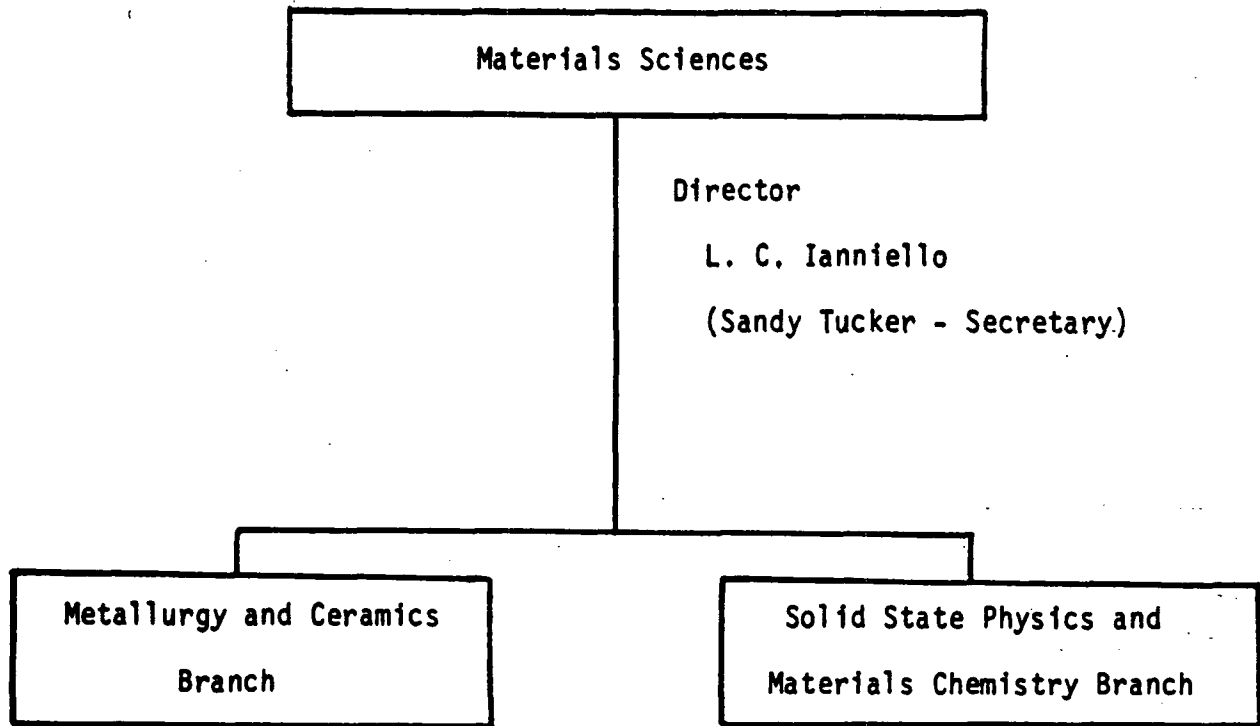 Materials Sciences
Director
L. C. Ianniello
(Sandy Tucker - Secretary)
Metallurgy and Ceramics
Branch
Solid State Physics and
Materials Chemistry Branch